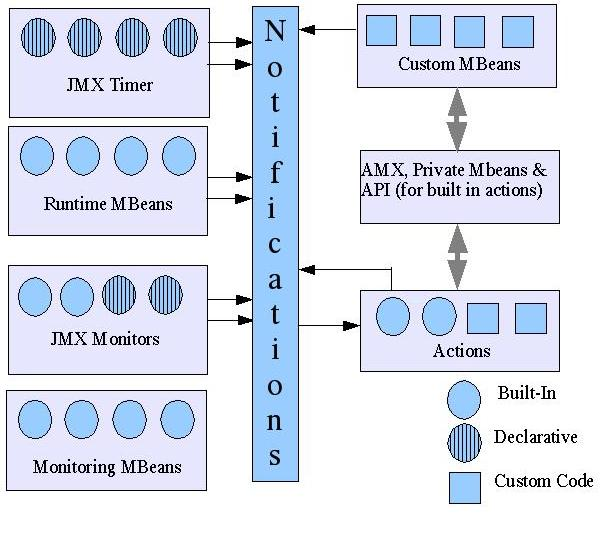 JMX Timer
Runtime MBeans
JMX Monitors
Monitoring MBeans
Notifications
Custom MBeans
AMX, Private Mbeans &
API (for built in actions)
Actions
Built-In
Declarative
Custom Code